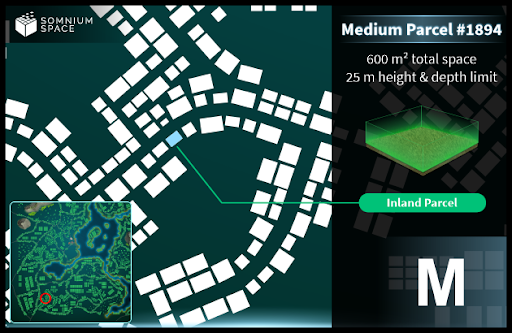 SOMNIUM
SPACE
Medium Parcel #1894
600 m² total space
25 m height & depth limit
Inland Parcel
M